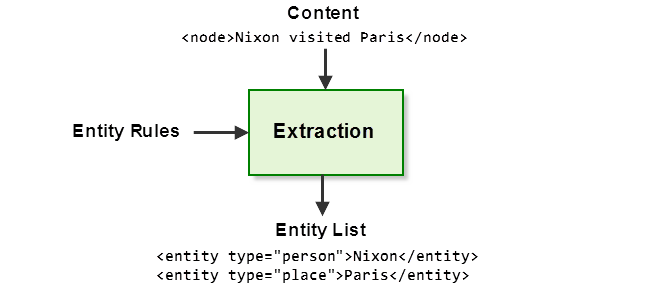 Content
<node>Nixon visited Paris</node>
Entity Rules
Extraction
Entity List
<entity type="person">Nixon</entity>
<entity type="place">Paris</entity>